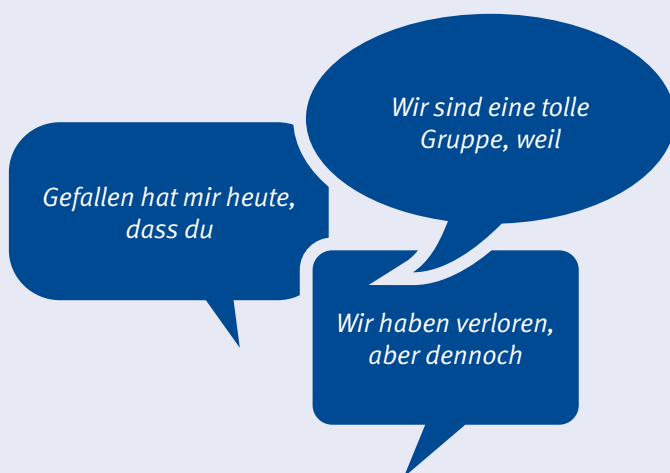 Wir sind eine tolle
Gruppe, weil
Gefallen hat mir heute,
dass du
Wir haben verloren,
aber dennoch